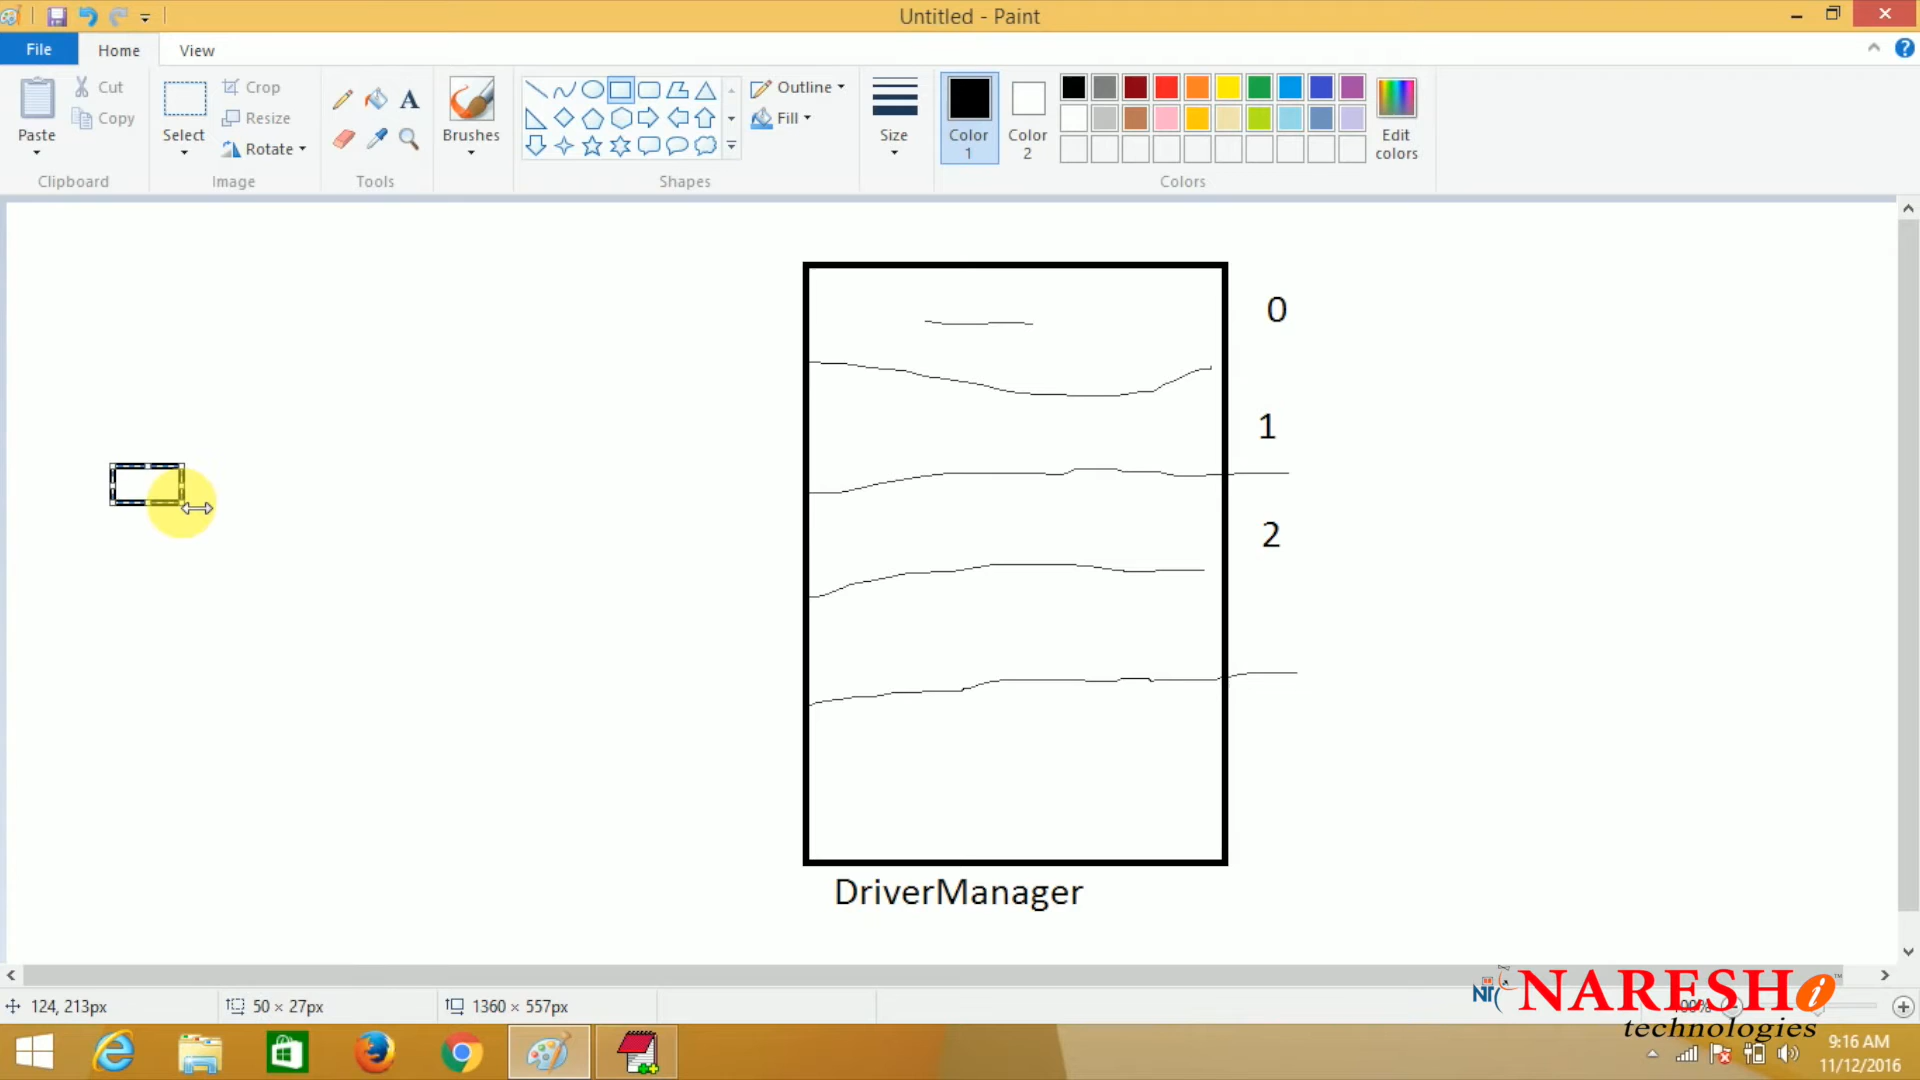 Untitled - Paint
File Home View
Paste
Cut
Copy
Clipboard
Select
Crop
Resize
Rotate
Image
A
Tools
Brushes
Shapes
Outline
Fill
Size
Color 1
Color 2
Edit colors
Colors
0
1
2
DriverManager
124, 213px
50 × 27px
1360 × 557px
100%
NARESH i
technologies
9:16 AM
11/12/2016